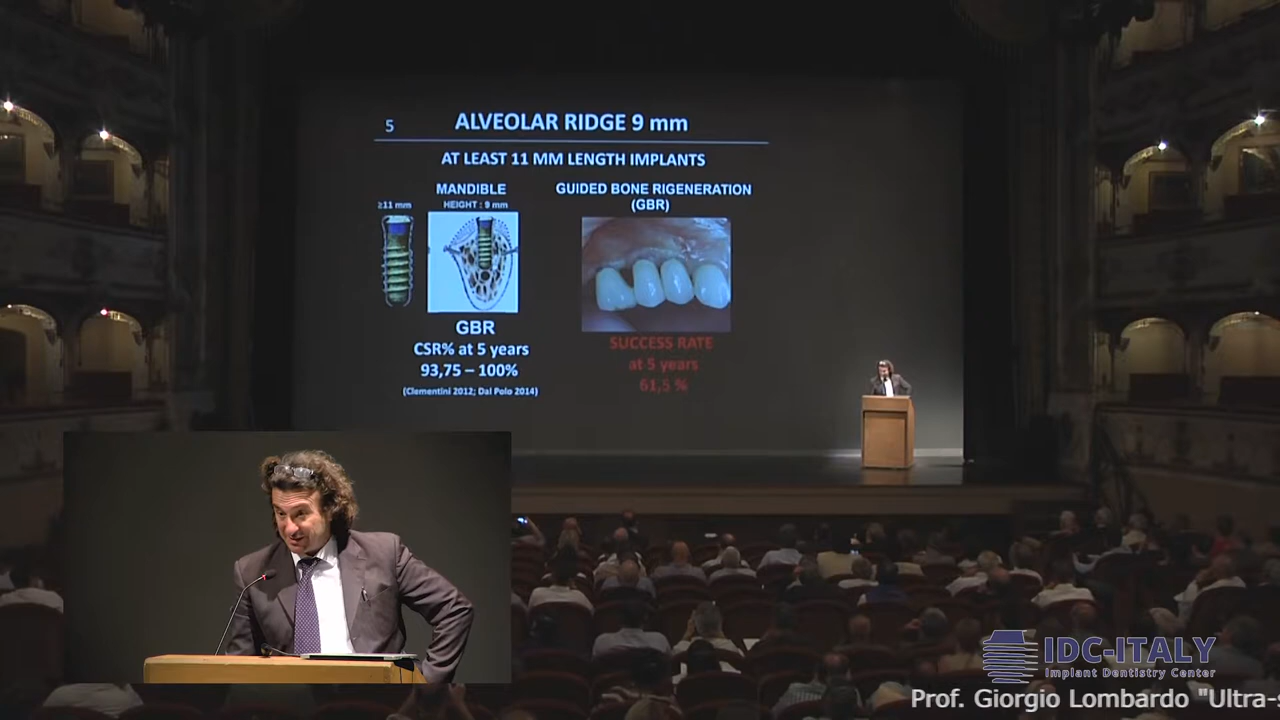 5
ALVEOLAR RIDGE 9 mm
AT LEAST 11 MM LENGTH IMPLANTS
MANDIBLE
≥11 mm
HEIGHT : 9 mm
GBR
CSR% at 5 years
93,75 – 100%
(Clementini 2012; Dal Polo 2014)
GUIDED BONE RIGENERATION
(GBR)
SUCCESS RATE
at 5 years
61,5 %
IDC-ITALY
Implant Dentistry Center
Prof. Giorgio Lombardo "Ultra-s